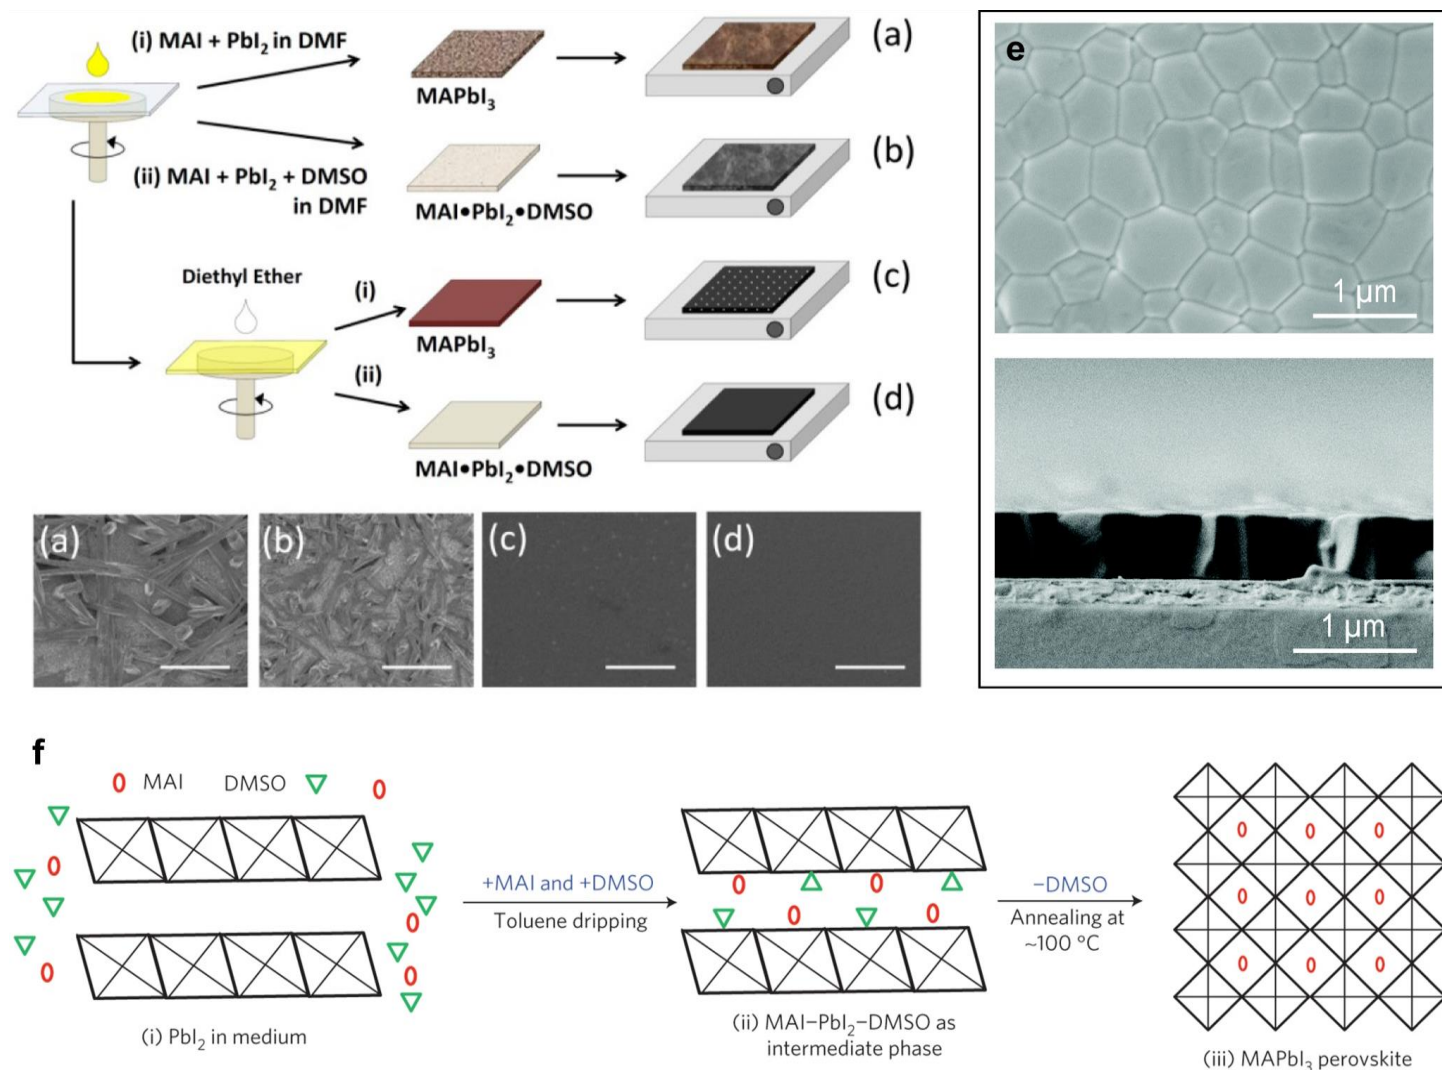 (i) MAI + PbI₂ in DMF
MAPbI₃
(a)
(ii) MAI + PbI₂ + DMSO
in DMF
MAI•PbI₂•DMSO
(b)
Diethyl Ether
(i)
MAPbI₃
(c)
(ii)
MAI•PbI₂•DMSO
(d)
(a)
(b)
(c)
(d)
e
1 µm
1 µm
f
MAI
DMSO
(i) PbI₂ in medium
+MAI and +DMSO
Toluene dripping
(ii) MAI–PbI₂–DMSO as
intermediate phase
–DMSO
Annealing at
~100 °C
(iii) MAPbI₃ perovskite